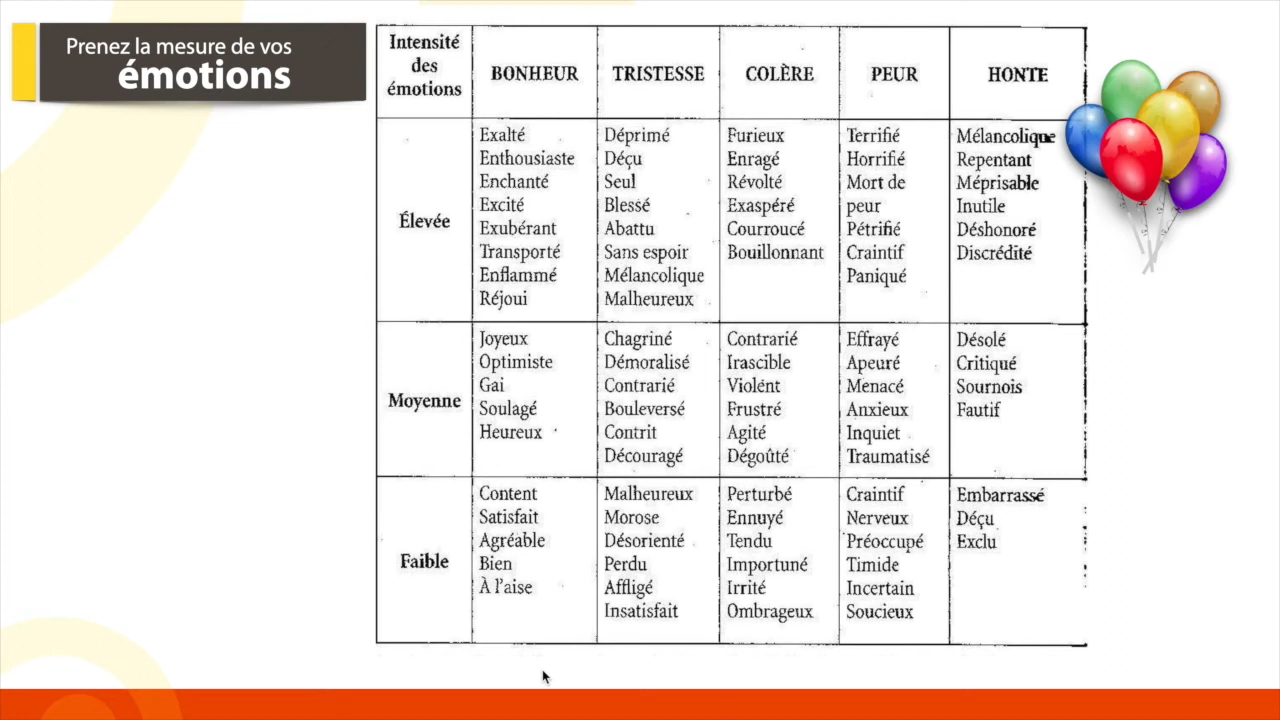 Prenez la mesure de vos
émotions
Intensité
des
émotions
BONHEUR
TRISTESSE
COLÈRE
PEUR
HONTE
Élevée
Exalté
Enthousiaste
Enchanté
Excité
Exubérant
Transporté
Enflammé
Réjoui
Déprimé
Déçu
Seul
Blessé
Abattu
Sans espoir
Mélancolique
Malheureux
Furieux
Enragé
Révolté
Exaspéré
Courroucé
Bouillonnant
Terrifié
Horrifié
Mort de
peur
Pétrifié
Craintif
Paniqué
Mélancolique
Repentant
Méprisable
Inutile
Déshonoré
Discrédité
Moyenne
Joyeux
Optimiste
Gai
Soulagé
Heureux
Chagriné
Démoralisé
Contrarié
Bouleversé
Contrit
Découragé
Contrarié
Irascible
Violent
Frustré
Agité
Dégoûté
Effrayé
Apeuré
Menacé
Anxieux
Inquiet
Traumatisé
Désolé
Critiqué
Sournois
Fautif
Faible
Content
Satisfait
Agréable
Bien
À l'aise
Malheureux
Morose
Désorienté
Perdu
Affligé
Insatisfait
Perturbé
Ennuyé
Tendu
Importuné
Irrité
Ombrageux
Craintif
Nerveux
Préoccupé
Timide
Incertain
Soucieux
Embarrassé
Déçu
Exclu